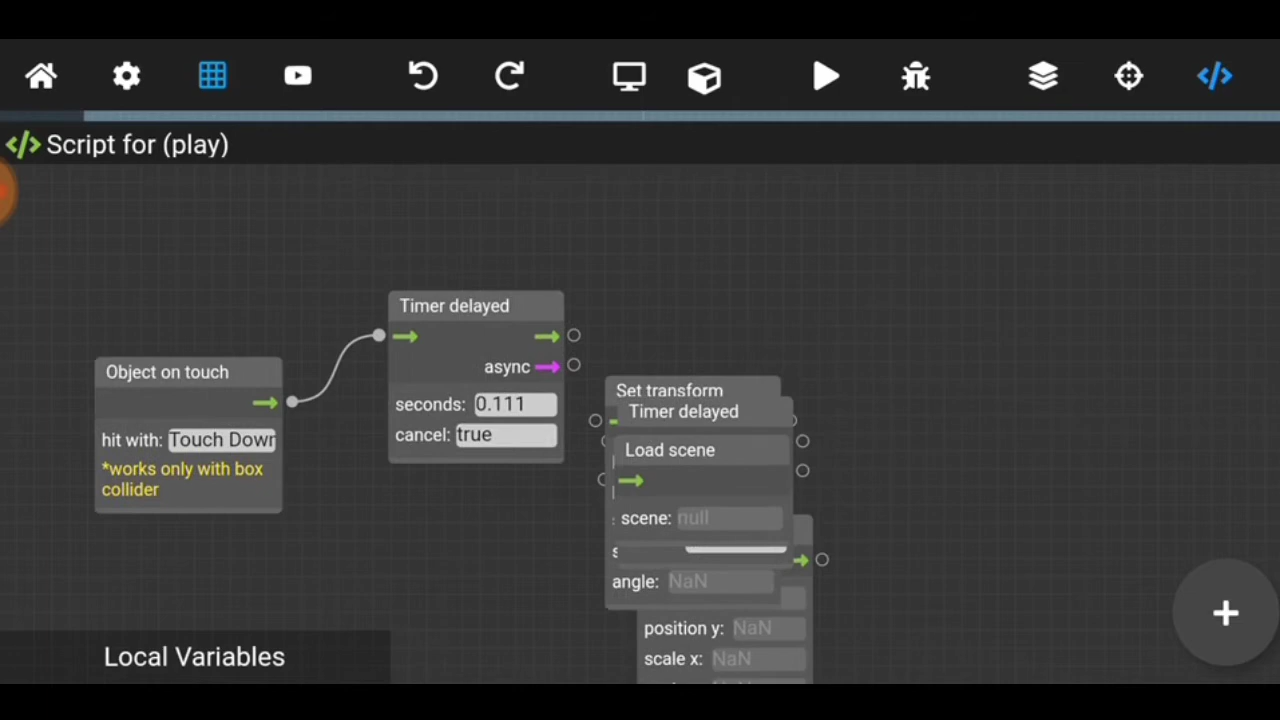 Script for (play)
Timer delayed
async
seconds: 0.111
cancel: true
Object on touch
hit with: Touch Down
*works only with box
collider
Set transform
Timer delayed
Load scene
scene: null
angle: NaN
position y: NaN
scale x: NaN
Local Variables